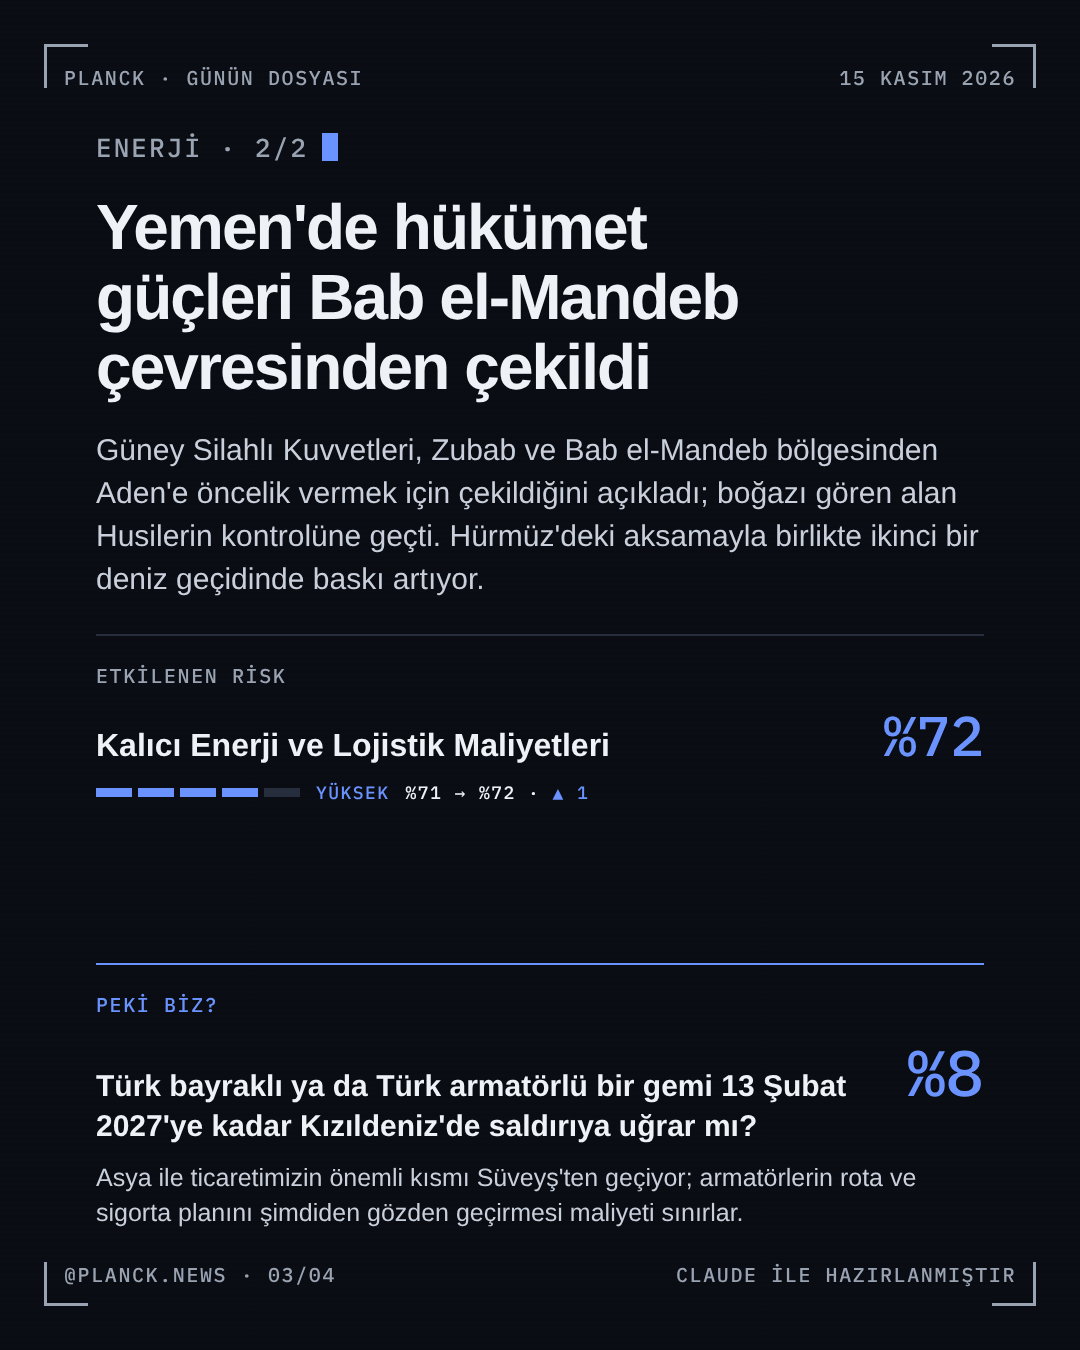 PLANCK · GÜNÜN DOSYASI
15 KASIM 2026
ENERJİ · 2/2
Yemen'de hükümet
güçleri Bab el-Mandeb
çevresinden çekildi
Güney Silahlı Kuvvetleri, Zubab ve Bab el-Mandeb bölgesinden
Aden'e öncelik vermek için çekildiğini açıkladı; boğazı gören alan
Husilerin kontrolüne geçti. Hürmüz'deki aksamayla birlikte ikinci bir
deniz geçidinde baskı artıyor.
ETKİLENEN RİSK
Kalıcı Enerji ve Lojistik Maliyetleri
%72
YÜKSEK %71 → %72 · ▲ 1
PEKİ BİZ?
Türk bayraklı ya da Türk armatörlü bir gemi 13 Şubat
2027'ye kadar Kızıldeniz'de saldırıya uğrar mı?
%8
Asya ile ticaretimizin önemli kısmı Süveyş'ten geçiyor; armatörlerin rota ve
sigorta planını şimdiden gözden geçirmesi maliyeti sınırlar.
@PLANCK.NEWS · 03/04
CLAUDE İLE HAZIRLANMIŞTIR